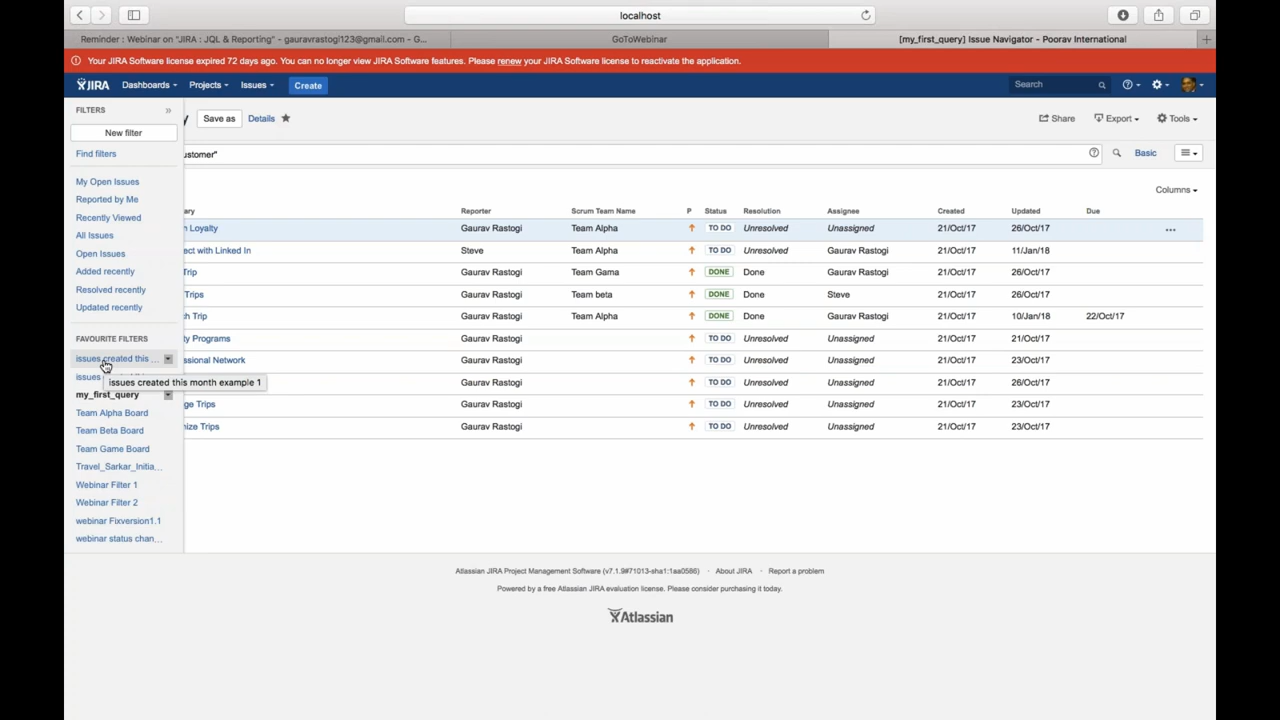 localhost
Reminder : Webinar on "JIRA : JQL & Reporting" - gauravrastogi123@gmail.com - G...
GoToWebinar
[my_first_query] Issue Navigator - Poorav International
Your JIRA Software license expired 72 days ago. You can no longer view JIRA Software features. Please renew your JIRA Software license to reactivate the application.
JIRA Dashboards Projects Issues Create Search
FILTERS
y Save as Details Share Export Tools
New filter
Find filters
ustomer" Basic
My Open Issues
Columns
Reported by Me
Recently Viewed
All Issues
Open Issues
Added recently
Resolved recently
Updated recently
FAVOURITE FILTERS
issues created this ...
issues
issues created this month example 1
my_first_query
Team Alpha Board
Team Beta Board
Team Game Board
Travel_Sarkar_Initia...
Webinar Filter 1
Webinar Filter 2
webinar Fixversion1.1
webinar status chan...
ary Reporter Scrum Team Name P Status Resolution Assignee Created Updated Due
n Loyalty Gaurav Rastogi Team Alpha TO DO Unresolved Unassigned 21/Oct/17 26/Oct/17 ...
ect with Linked In Steve Team Alpha TO DO Unresolved Gaurav Rastogi 21/Oct/17 11/Jan/18
Trip Gaurav Rastogi Team Gama DONE Done Gaurav Rastogi 21/Oct/17 26/Oct/17
Trips Gaurav Rastogi Team beta DONE Done Steve 21/Oct/17 26/Oct/17
ch Trip Gaurav Rastogi Team Alpha DONE Done Gaurav Rastogi 21/Oct/17 10/Jan/18 22/Oct/17
ty Programs Gaurav Rastogi TO DO Unresolved Unassigned 21/Oct/17 21/Oct/17
ssional Network Gaurav Rastogi TO DO Unresolved Unassigned 21/Oct/17 23/Oct/17
Gaurav Rastogi TO DO Unresolved Unassigned 21/Oct/17 26/Oct/17
ge Trips Gaurav Rastogi TO DO Unresolved Unassigned 21/Oct/17 23/Oct/17
nize Trips Gaurav Rastogi TO DO Unresolved Unassigned 21/Oct/17 23/Oct/17
Atlassian JIRA Project Management Software (v7.1.9#71013-sha1:1aa0586) · About JIRA · Report a problem
Powered by a free Atlassian JIRA evaluation license. Please consider purchasing it today.
Atlassian